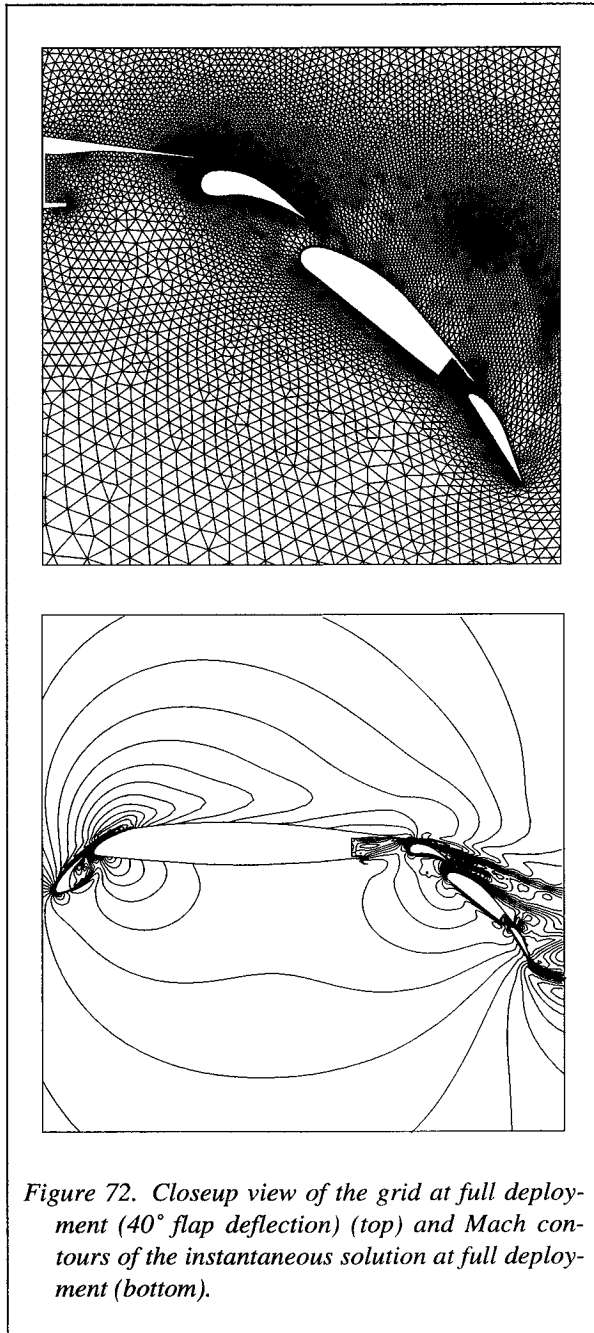 Figure 72. Closeup view of the grid at full deploy-
ment (40° flap deflection) (top) and Mach con-
tours of the instantaneous solution at full deploy-
ment (bottom).